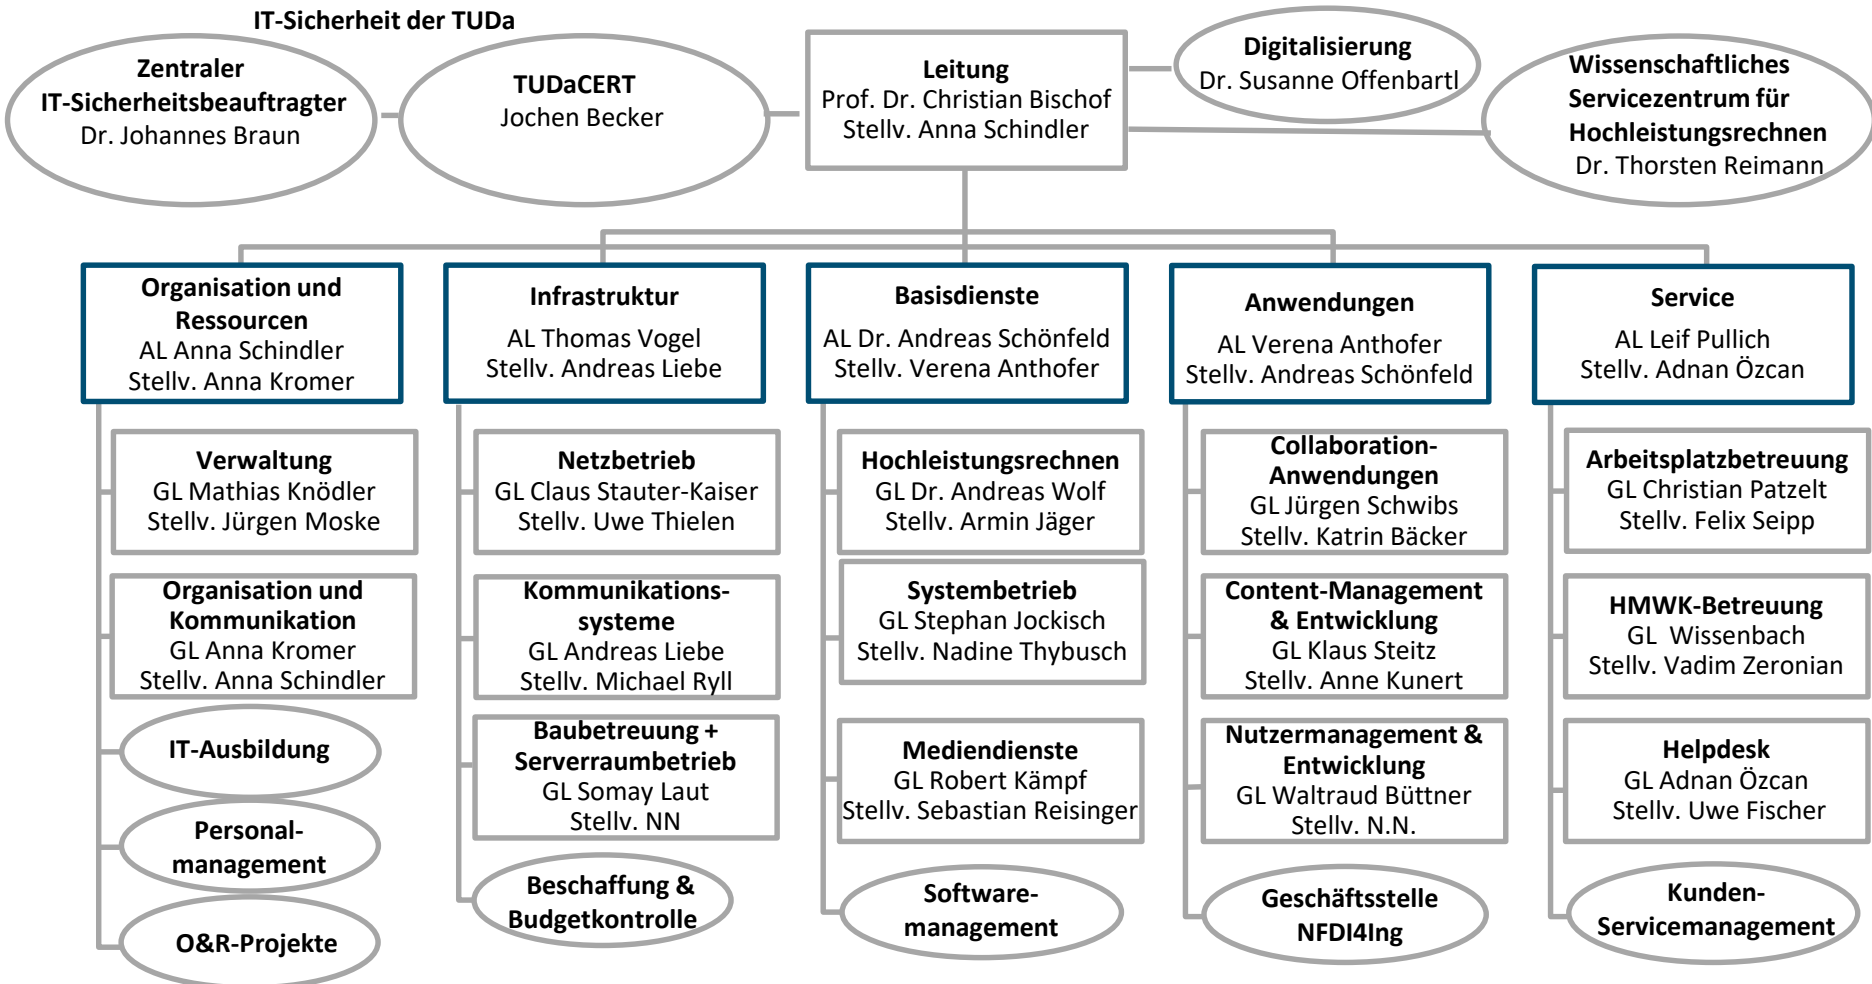 IT-Sicherheit der TUDa
Zentraler
IT-Sicherheitsbeauftragter
Dr. Johannes Braun
TUDaCERT
Jochen Becker
Leitung
Prof. Dr. Christian Bischof
Stellv. Anna Schindler
Digitalisierung
Dr. Susanne Offenbartl
Wissenschaftliches
Servicezentrum für
Hochleistungsrechnen
Dr. Thorsten Reimann
Organisation und
Ressourcen
AL Anna Schindler
Stellv. Anna Kromer
Verwaltung
GL Mathias Knödler
Stellv. Jürgen Moske
Organisation und
Kommunikation
GL Anna Kromer
Stellv. Anna Schindler
IT-Ausbildung
Personal-
management
O&R-Projekte
Infrastruktur
AL Thomas Vogel
Stellv. Andreas Liebe
Netzbetrieb
GL Claus Stauter-Kaiser
Stellv. Uwe Thielen
Kommunikations-
systeme
GL Andreas Liebe
Stellv. Michael Ryll
Baubetreuung +
Serverraumbetrieb
GL Somay Laut
Stellv. NN
Beschaffung &
Budgetkontrolle
Basisdienste
AL Dr. Andreas Schönfeld
Stellv. Verena Anthofer
Hochleistungsrechnen
GL Dr. Andreas Wolf
Stellv. Armin Jäger
Systembetrieb
GL Stephan Jockisch
Stellv. Nadine Thybusch
Mediendienste
GL Robert Kämpf
Stellv. Sebastian Reisinger
Software-
management
Anwendungen
AL Verena Anthofer
Stellv. Andreas Schönfeld
Collaboration-
Anwendungen
GL Jürgen Schwibs
Stellv. Katrin Bäcker
Content-Management
& Entwicklung
GL Klaus Steitz
Stellv. Anne Kunert
Nutzermanagement &
Entwicklung
GL Waltraud Büttner
Stellv. N.N.
Geschäftsstelle
NFDI4Ing
Service
AL Leif Pullich
Stellv. Adnan Özcan
Arbeitsplatzbetreuung
GL Christian Patzelt
Stellv. Felix Seipp
HMWK-Betreuung
GL Wissenbach
Stellv. Vadim Zeronian
Helpdesk
GL Adnan Özcan
Stellv. Uwe Fischer
Kunden-
Servicemanagement